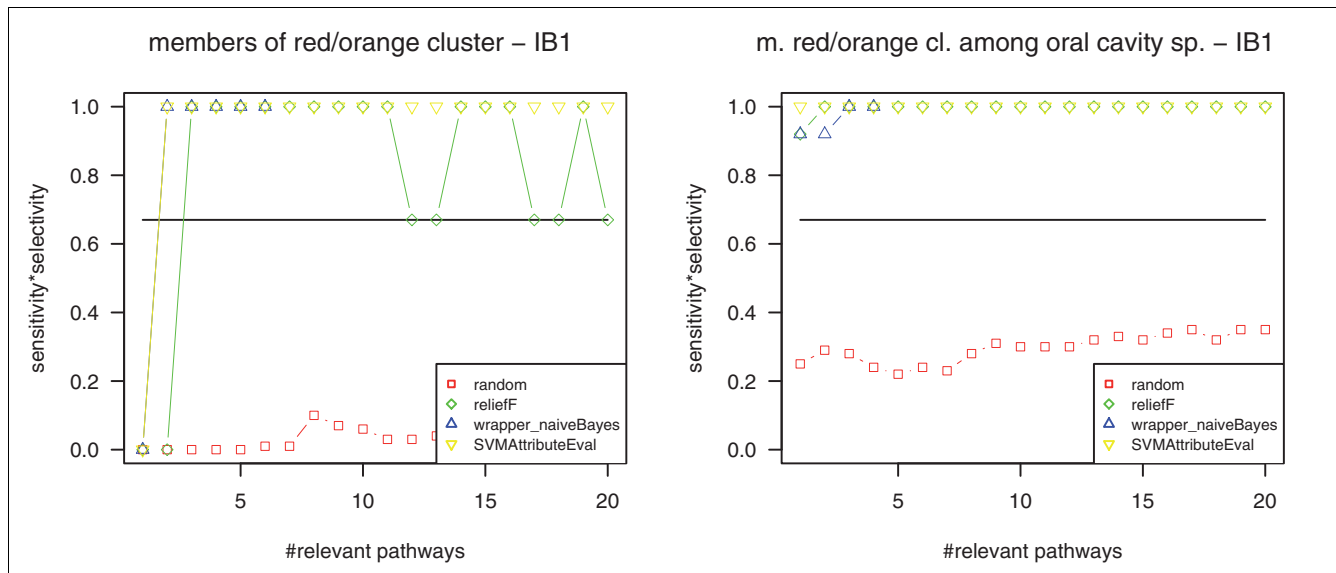 members of red/orange cluster – IB1
sensitivity*selectivity
1.0
0.8
0.6
0.4
0.2
0.0
random
reliefF
wrapper_naiveBayes
SVMAttributeEval
5 10 15 20
#relevant pathways
m. red/orange cl. among oral cavity sp. – IB1
sensitivity*selectivity
1.0
0.8
0.6
0.4
0.2
0.0
random
reliefF
wrapper_naiveBayes
SVMAttributeEval
5 10 15 20
#relevant pathways